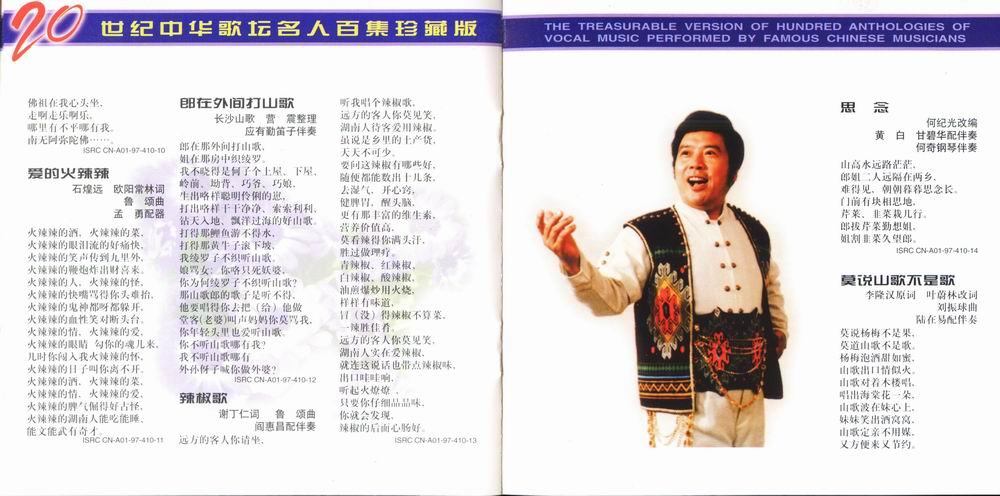 20 世纪中华歌坛名人百集珍藏版
佛祖在我心头坐,
走啊走乐啊乐,
哪里有不平哪有我。
南无阿弥陀佛……。
ISRC CN-A01-97-410-10
爱的火辣辣
石煌远 欧阳常林词
鲁 颂曲
孟 勇配器
火辣辣的酒, 火辣辣的菜,
火辣辣的眼泪流的好痛快,
火辣辣的笑声传到九里外,
火辣辣的鞭炮炸出财喜来。
火辣辣的人, 火辣辣的怪,
火辣辣的快嘴骂得你头难抬,
火辣辣的鬼神都呀都躲开,
火辣辣的血性笑对断头台。
火辣辣的情, 火辣辣的爱,
火辣辣的眼睛 勾你的魂儿来,
几时你闯入我火辣辣的怀,
火辣辣的日子叫你离不开。
火辣辣的酒, 火辣辣的菜,
火辣辣的情, 火辣辣的爱,
火辣辣的脾气倔得好古怪,
火辣辣的湖南人能吃能睡,
能文能武有奇才。
ISRC CN-A01-97-410-11
郎在外间打山歌
长沙山歌 营 震整理
应有勤笛子伴奏
郎在那外间打山歌,
姐在那房中织绫罗。
我不晓得是何子个上屋、下屋、
岭前、坳背、巧爷、巧娘,
生出咯样聪明伶俐的崽,
打出咯样干干净净、索索利利,
钻天入地、飘洋过海的好山歌。
打得那鲤鱼游不得水,
打得那黄牛子滚下坡,
我绫罗子不织听山歌。
娘骂女: 你咯只死妖婆,
你为何绫罗子不织听山歌?
那山歌郎的歌子是听不得,
他要唱得你去把 (给) 他做
堂客(老婆)叫声妈妈你莫骂我,
你年轻头里也爱听山歌。
你不听山歌哪有我?
我不听山歌哪有
外孙伢子喊你做外婆?
ISRC CN-A01-97-410-12
辣椒歌
谢丁仁词 鲁 颂曲
阎惠昌配伴奏
远方的客人你请坐,
听我唱个辣椒歌,
远方的客人你莫见笑,
湖南人待客爱用辣椒。
虽说是乡里的土产货,
天天不可少。
要问这辣椒有哪些好,
随便都能数出十几条,
去湿气, 开心窍,
健脾胃, 醒头脑,
更有那丰富的维生素,
营养价值高,
莫看辣得你满头汗,
胜过做理疗。
青辣椒、红辣椒、
白辣椒、酸辣椒,
油煎爆炒用火烧,
样样有味道,
冒 (没) 得辣椒不算菜,
一辣胜佳肴,
远方的客人你莫见笑,
湖南人实在爱辣椒,
就连这说话也带点辣椒味,
出口哇哇响,
听起火燎燎 ,
只要你仔细品品味,
你就会发现,
辣椒的后面心肠好。
ISRC CN-A01-97-410-13
THE TREASURABLE VERSION OF HUNDRED ANTHOLOGIES OF
VOCAL MUSIC PERFORMED BY FAMOUS CHINESE MUSICIANS
思 念
何纪光改编
黄 白 甘碧华配伴奏
何奇钢琴伴奏
山高水远路茫茫,
郎姐二人远隔在两乡,
难得见, 朝朝暮暮思念长。
门前有块相思地,
芹菜、韭菜栽几行。
郎拔芹菜勤想姐,
姐割韭菜久望郎。
ISRC CN-A01-97-410-14
莫说山歌不是歌
李隆汉原词 叶蔚林改词
刘振球曲
陆在易配伴奏
莫说杨梅不是果,
莫道山歌不是歌,
杨梅泡酒甜如蜜,
山歌出口情似火。
山歌对着木楼唱,
唱出海棠花一朵,
山歌波在妹心上,
妹妹笑出酒窝窝,
山歌定亲不用媒,
又方便来又节约。